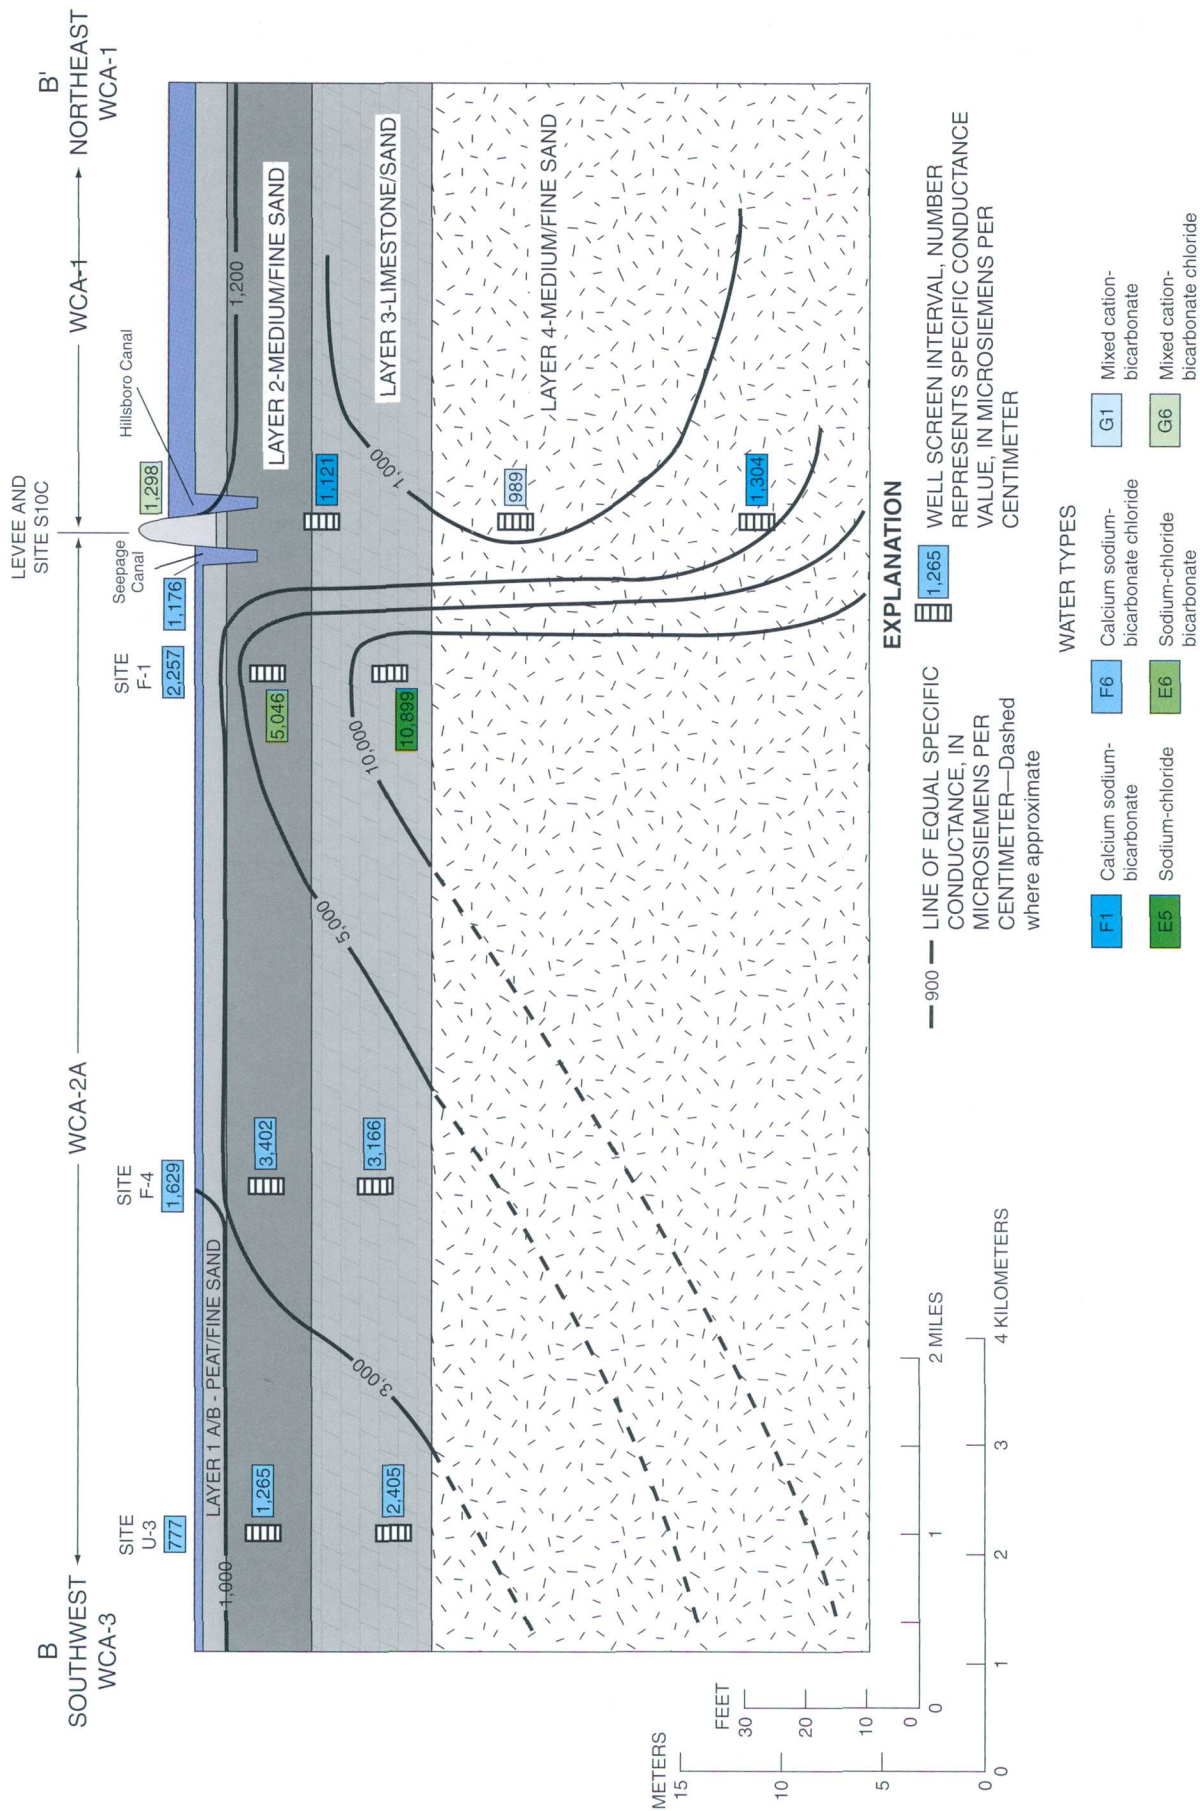 B
SOUTHWEST
WCA-3
WCA-2A
LEVEE AND
SITE S10C
WCA-1
B'
NORTHEAST
WCA-1
SITE
U-3
777
SITE
F-4
1,629
SITE
F-1
2,257
1,176
Seepage
Canal
1,298
Hillsboro Canal
1,000
LAYER 1 A/B - PEAT/FINE SAND
1,200
1,265
3,402
5,046
LAYER 2-MEDIUM/FINE SAND
2,405
3,000
3,166
5,000
10,000
10,899
1,121
1,000
LAYER 3-LIMESTONE/SAND
989
LAYER 4-MEDIUM/FINE SAND
1,304
METERS
15
10
5
0
FEET
30
20
10
0
0
1
2 MILES
0
1
2
3
4 KILOMETERS
EXPLANATION
900
LINE OF EQUAL SPECIFIC
CONDUCTANCE, IN
MICROSIEMENS PER
CENTIMETER—Dashed
where approximate
1,265
WELL SCREEN INTERVAL, NUMBER
REPRESENTS SPECIFIC CONDUCTANCE
VALUE, IN MICROSIEMENS PER
CENTIMETER
WATER TYPES
F1
Calcium sodium-
bicarbonate
F6
Calcium sodium-
bicarbonate chloride
G1
Mixed cation-
bicarbonate
E5
Sodium-chloride
E6
Sodium-chloride
bicarbonate
G6
Mixed cation-
bicarbonate chloride